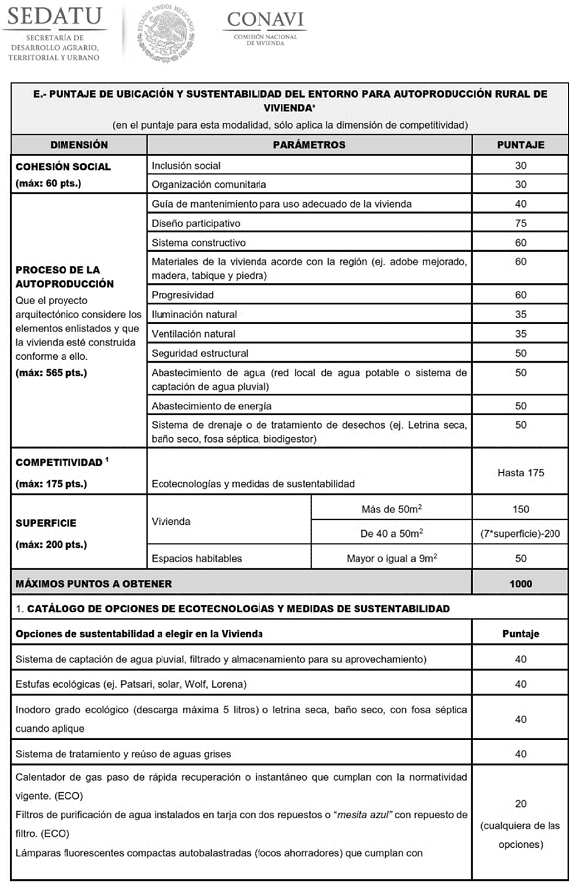 SEDATU
SECRETARÍA DE
DESARROLLO AGRARIO,
TERRITORIAL Y URBANO
ESTADOS UNIDOS MEXICANOS
CONAVI
COMISIÓN NACIONAL
DE VIVIENDA
E.- PUNTAJE DE UBICACIÓN Y SUSTENTABILIDAD DEL ENTORNO PARA AUTOPRODUCCIÓN RURAL DE
VIVIENDA*
(en el puntaje para esta modalidad, sólo aplica la dimensión de competitividad)
DIMENSIÓN PARÁMETROS PUNTAJE
COHESIÓN SOCIAL
(máx: 60 pts.)
Inclusión social 30
Organización comunitaria 30
PROCESO DE LA
AUTOPRODUCCIÓN
Que el proyecto
arquitectónico considere los
elementos enlistados y que
la vivienda esté construida
conforme a ello.
(máx: 565 pts.)
Guía de mantenimiento para uso adecuado de la vivienda 40
Diseño participativo 75
Sistema constructivo 60
Materiales de la vivienda acorde con la región (ej. adobe mejorado,
madera, tabique y piedra) 60
Progresividad 60
Iluminación natural 35
Ventilación natural 35
Seguridad estructural 50
Abastecimiento de agua (red local de agua potable o sistema de
captación de agua pluvial) 50
Abastecimiento de energía 50
Sistema de drenaje o de tratamiento de desechos (ej. Letrina seca,
baño seco, fosa séptica, biodigestor) 50
COMPETITIVIDAD 1
(máx: 175 pts.)
Ecotecnologías y medidas de sustentabilidad Hasta 175
SUPERFICIE
(máx: 200 pts.)
Vivienda Más de 50m2 150
De 40 a 50m2 (7*superficie)-200
Espacios habitables Mayor o igual a 9m2 50
MÁXIMOS PUNTOS A OBTENER 1000
1. CATÁLOGO DE OPCIONES DE ECOTECNOLOGÍAS Y MEDIDAS DE SUSTENTABILIDAD
Opciones de sustentabilidad a elegir en la Vivienda Puntaje
Sistema de captación de agua pluvial, filtrado y almacenamiento para su aprovechamiento) 40
Estufas ecológicas (ej. Patsari, solar, Wolf, Lorena) 40
Inodoro grado ecológico (descarga máxima 5 litros) o letrina seca, baño seco, con fosa séptica
cuando aplique 40
Sistema de tratamiento y reúso de aguas grises 40
Calentador de gas paso de rápida recuperación o instantáneo que cumplan con la normatividad
vigente. (ECO)
Filtros de purificación de agua instalados en tarja con dos repuestos o "mesita azul" con repuesto de
filtro. (ECO)
Lámparas fluorescentes compactas autobalastradas (focos ahorradores) que cumplan con
20
(cualquiera de las
opciones)